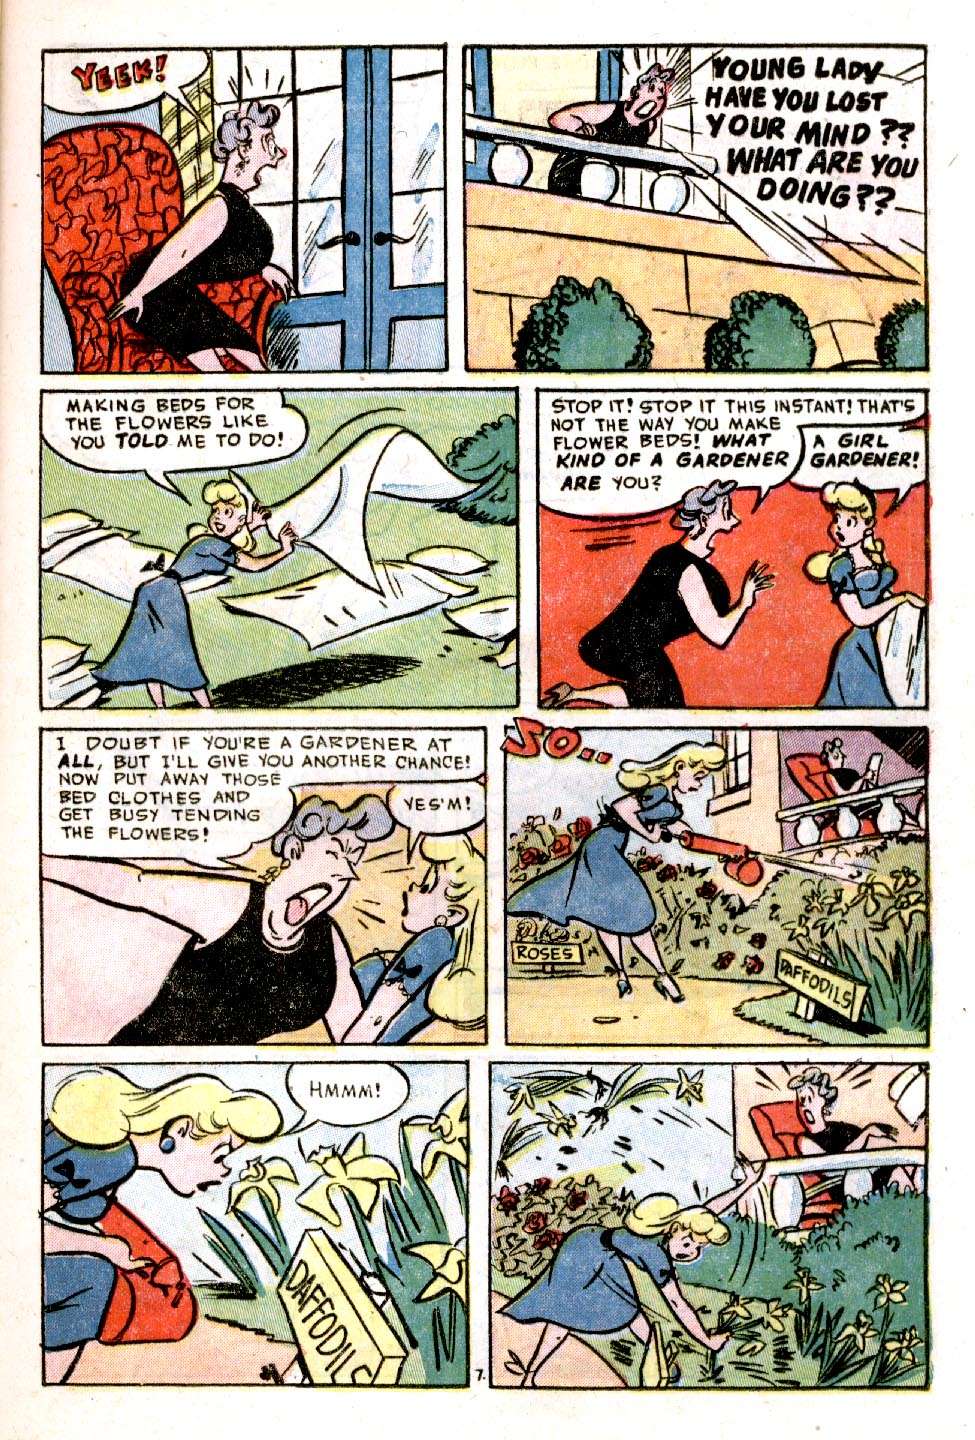 YEEK!
YOUNG LADY
HAVE YOU LOST
YOUR MIND??
WHAT ARE YOU
DOING??
MAKING BEDS FOR
THE FLOWERS LIKE
YOU TOLD ME TO DO!
STOP IT! STOP IT THIS INSTANT! THAT'S
NOT THE WAY YOU MAKE
FLOWER BEDS! WHAT
KIND OF A GARDENER
ARE YOU?
A GIRL
GARDENER!
I DOUBT IF YOU'RE A GARDENER AT
ALL, BUT I'LL GIVE YOU ANOTHER CHANCE!
NOW PUT AWAY THOSE
BED CLOTHES AND
GET BUSY TENDING
THE FLOWERS!
YES'M!
SO..
ROSES
DAFFODILS
HMMM!
DAFFODILS
7.